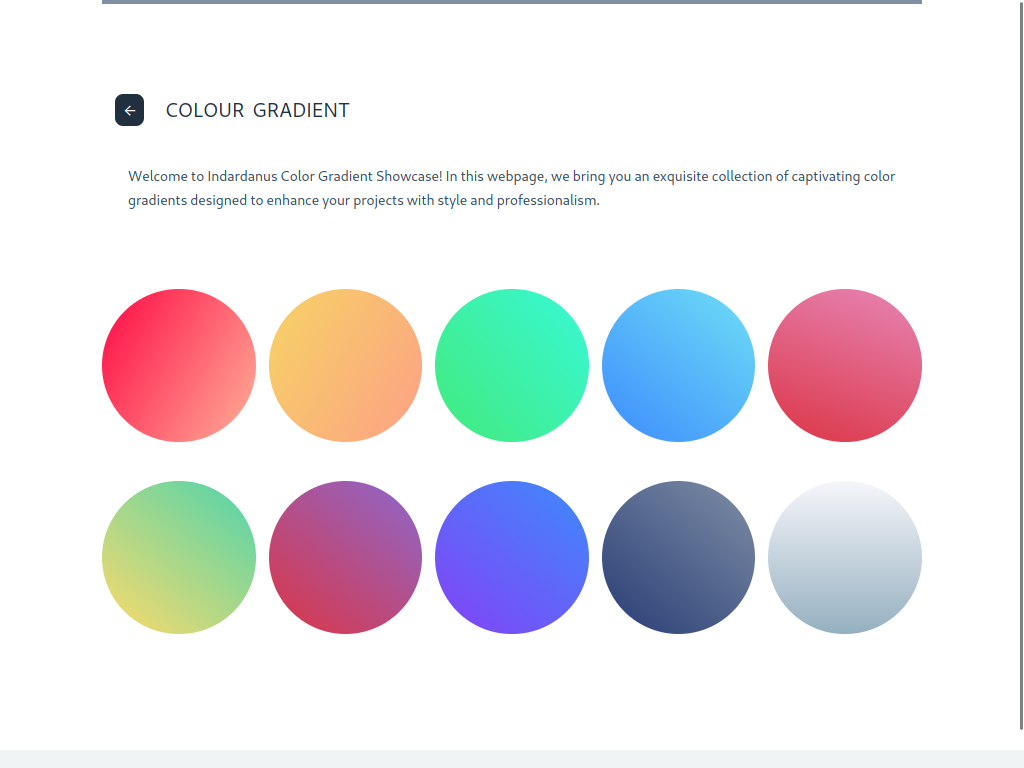 COLOUR GRADIENT
Welcome to Indardanus Color Gradient Showcase! In this webpage, we bring you an exquisite collection of captivating color
gradients designed to enhance your projects with style and professionalism.